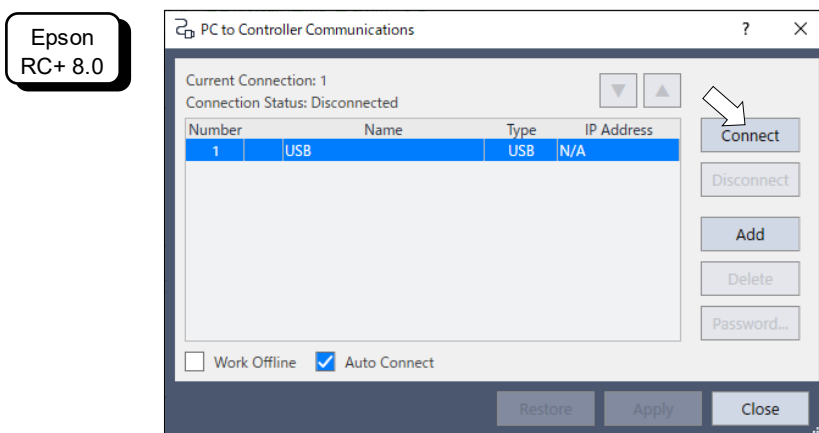 Epson
RC+ 8.0
PC to Controller Communications
?
Current Connection: 1
Connection Status: Disconnected
Number Name Type IP Address
1 USB USB N/A
Connect
Disconnect
Add
Delete
Password...
Work Offline Auto Connect
Restore Apply Close